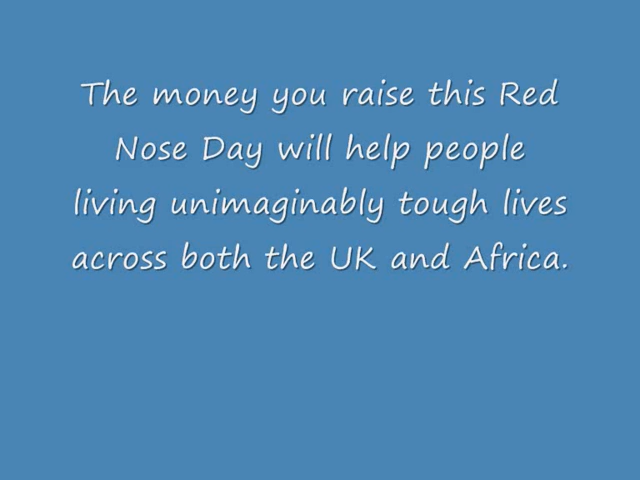 The money you raise this Red
Nose Day will help people
living unimaginably tough lives
across both the UK and Africa.